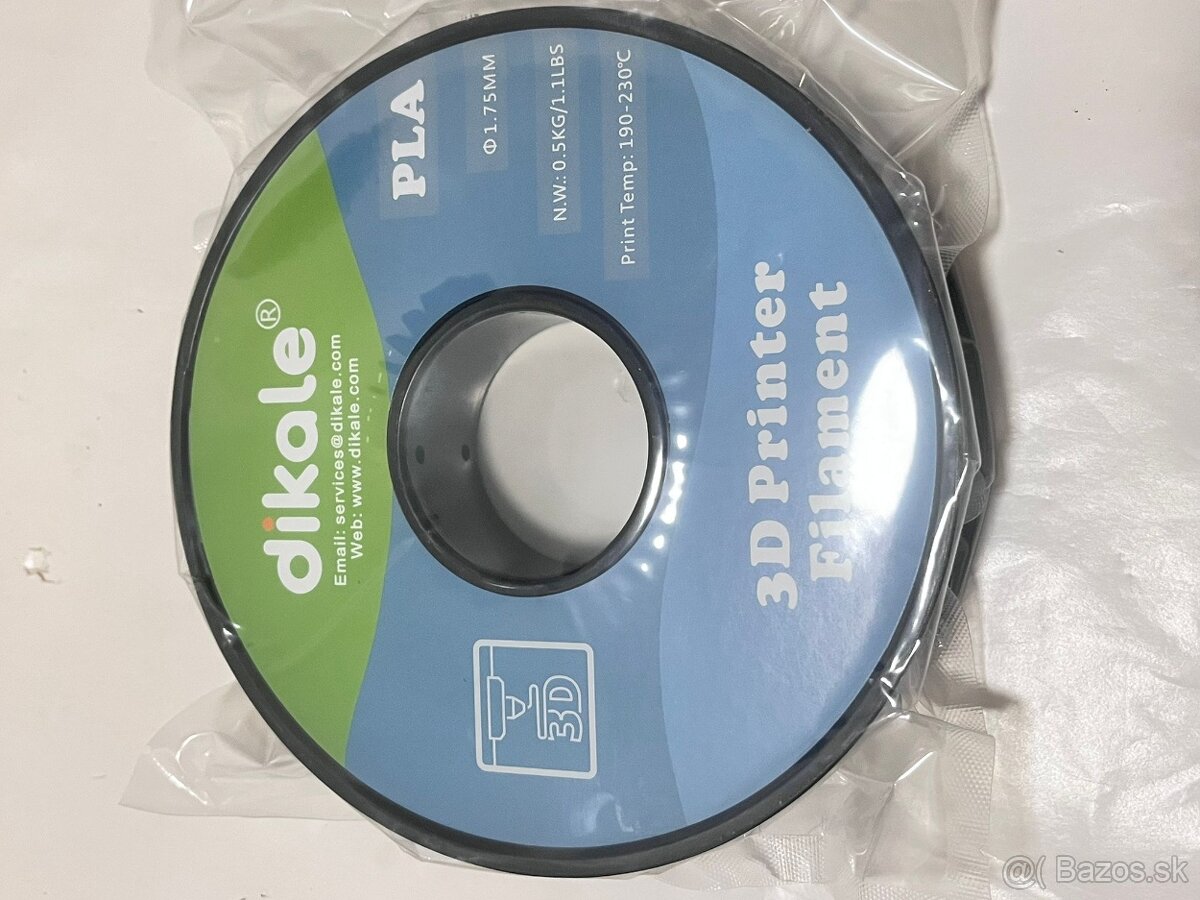 dikale®
Email: services@dikale.com
Web: www.dikale.com
PLA
Φ1.75MM
N.W.: 0.5KG/1.1LBS
Print Temp: 190-230℃
3D
3D Printer
Filament
@( Bazos.sk